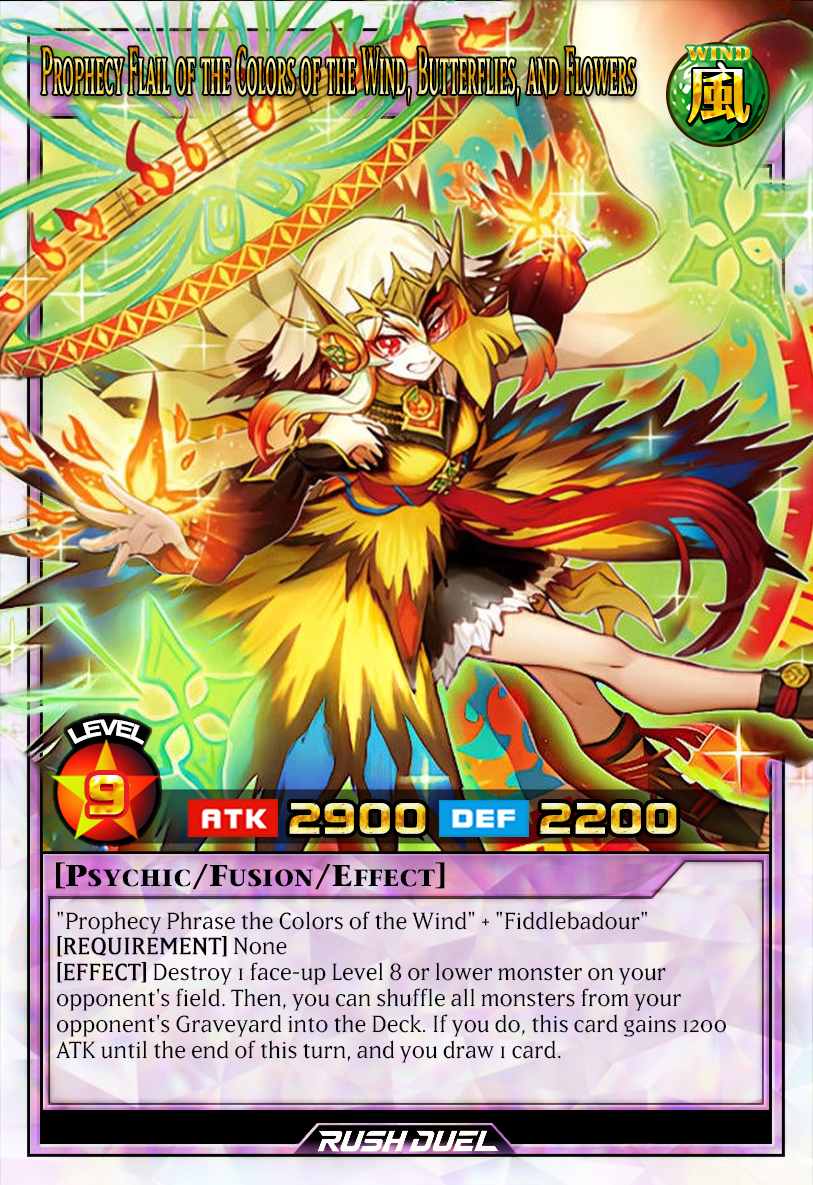 Prophecy Flail of the Colors of the Wind, Butterflies, and Flowers
WIND
風
LEVEL
9
ATK 2900 DEF 2200
[Psychic/Fusion/Effect]
"Prophecy Phrase the Colors of the Wind" + "Fiddlebadour"
[REQUIREMENT] None
[EFFECT] Destroy 1 face-up Level 8 or lower monster on your
opponent's field. Then, you can shuffle all monsters from your
opponent's Graveyard into the Deck. If you do, this card gains 1200
ATK until the end of this turn, and you draw 1 card.
RUSH DUEL